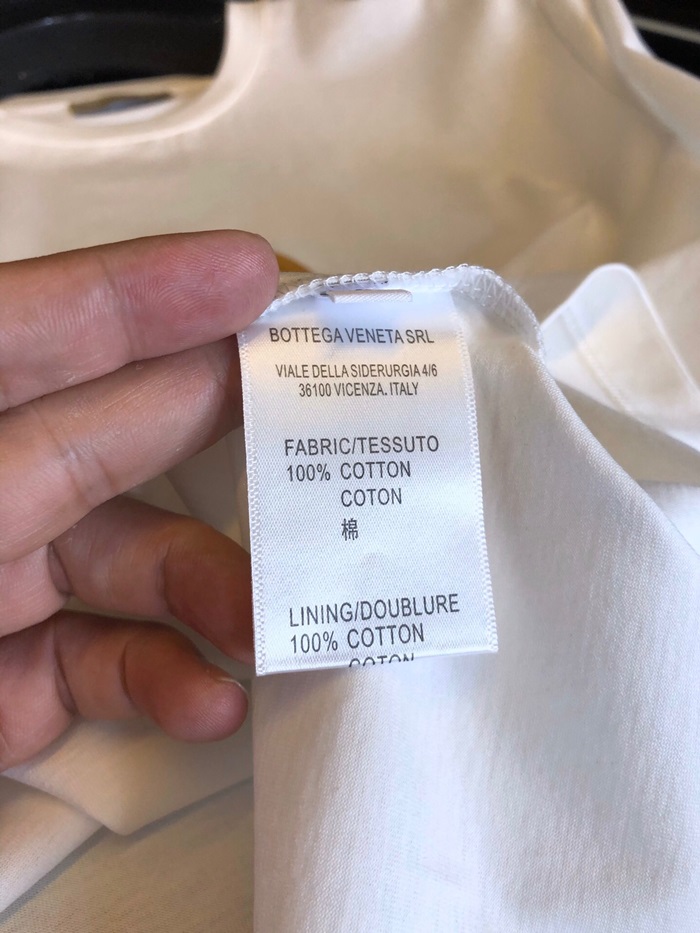 BOTTEGA VENETA SRL
VIALE DELLA SIDERURGIA 4/6
36100 VICENZA. ITALY
FABRIC/TESSUTO
100% COTTON
COTON
棉
LINING/DOUBLURE
100% COTTON
COTON